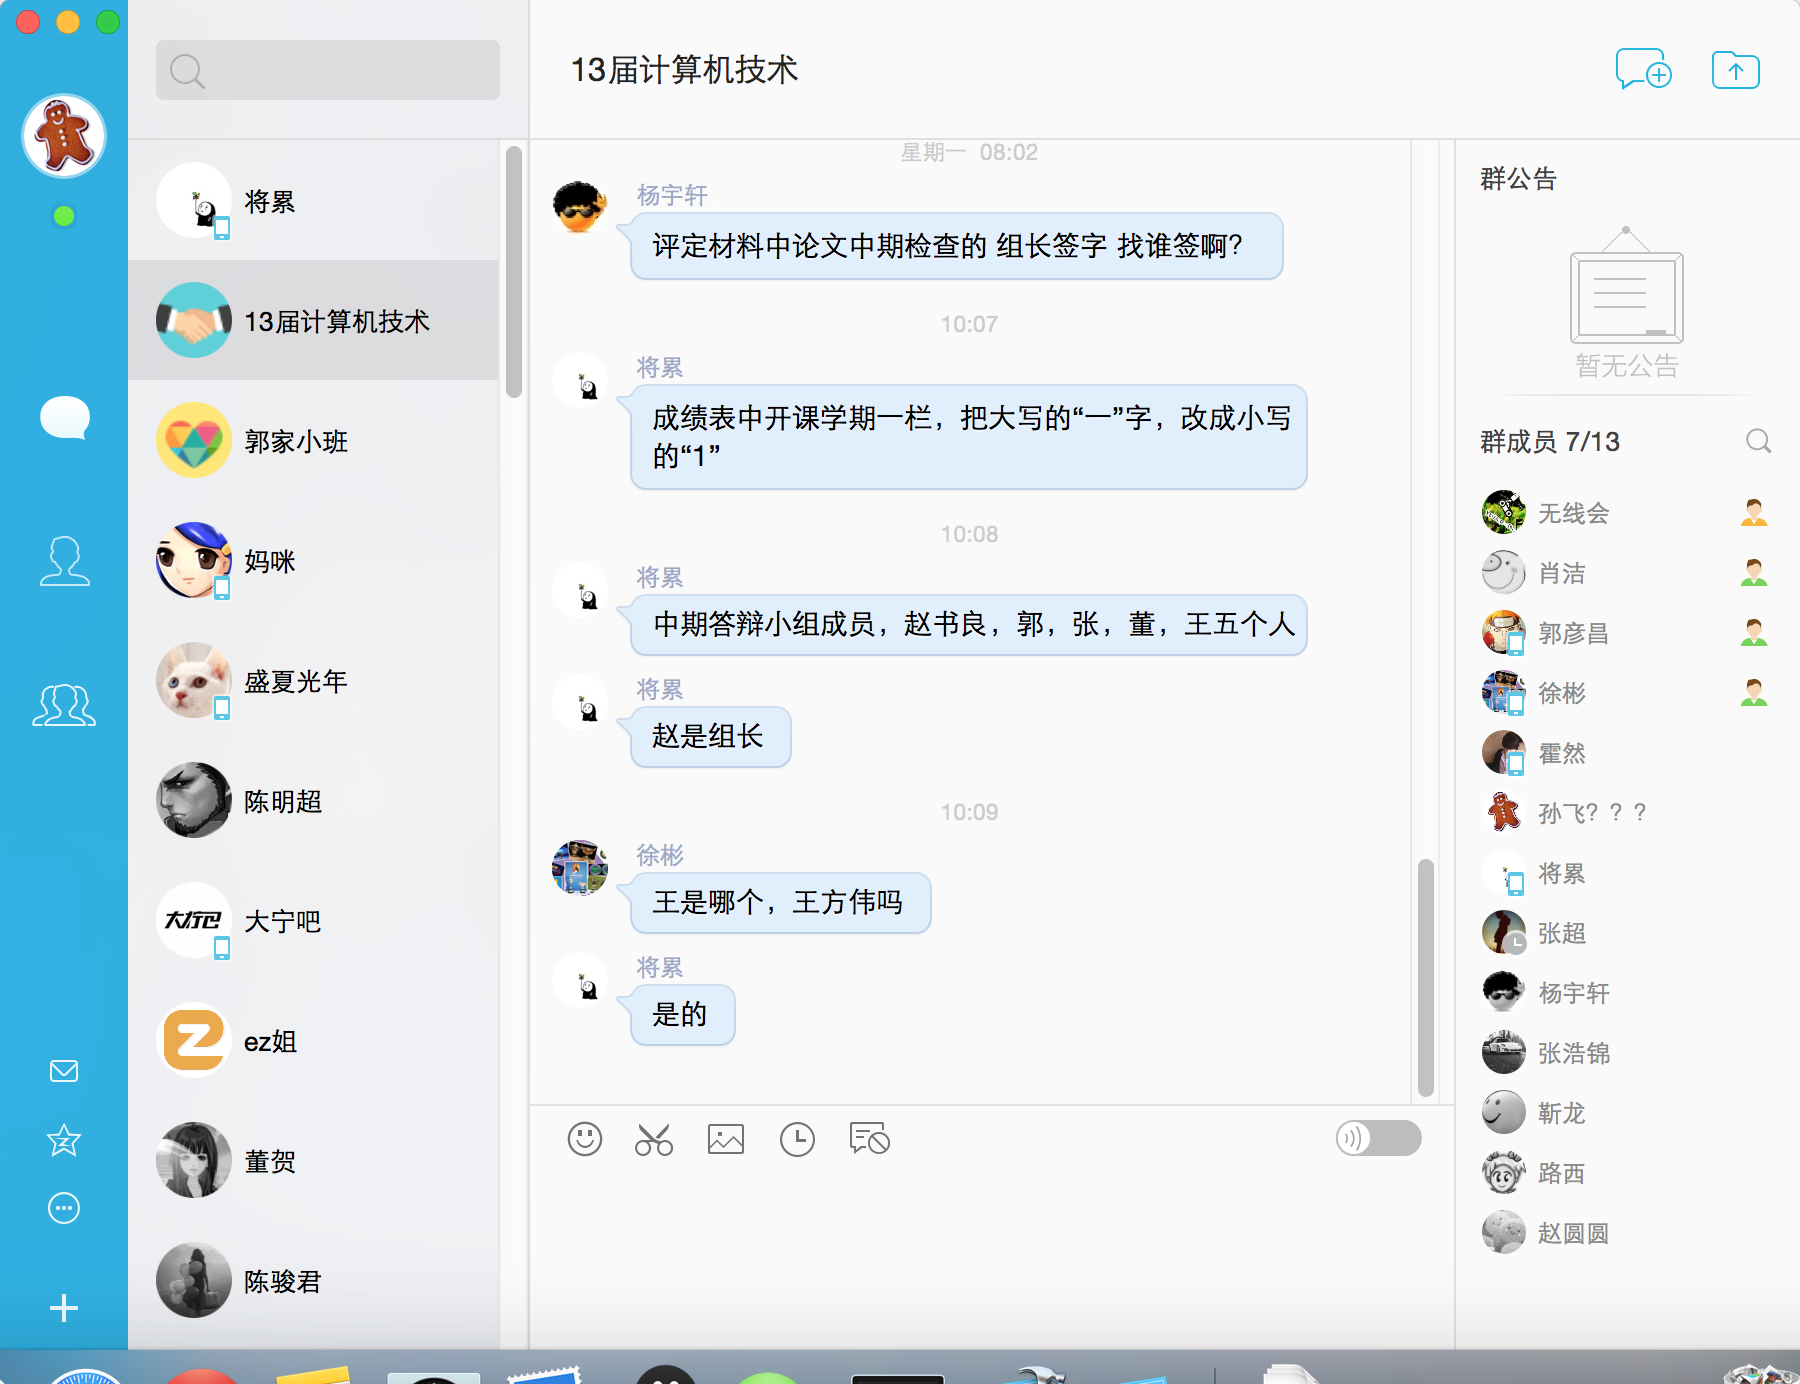 将累
13届计算机技术
郭家小班
妈咪
盛夏光年
陈明超
大宁吧
ez姐
董贺
陈骏君
13届计算机技术
星期一 08:02
杨宇轩
评定材料中论文中期检查的 组长签字 找谁签啊?
10:07
将累
成绩表中开课学期一栏，把大写的“一”字，改成小写
的“1”
10:08
将累
中期答辩小组成员，赵书良，郭，张，董，王五个人
将累
赵是组长
10:09
徐彬
王是哪个，王方伟吗
将累
是的
群公告
暂无公告
群成员 7/13
无线会
肖洁
郭彦昌
徐彬
霍然
孙飞？？？
将累
张超
杨宇轩
张浩锦
靳龙
路西
赵圆圆